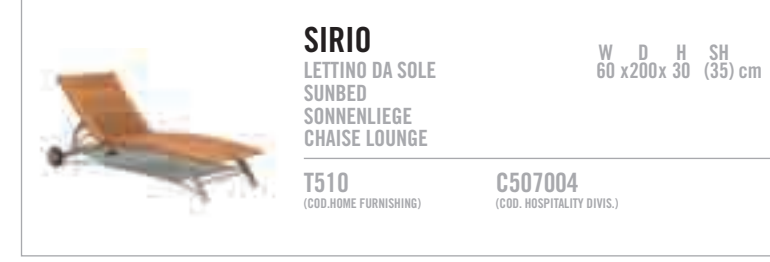 SIRIO
LETTINO DA SOLE
SUNBED
SONNENLIEGE
CHAISE LOUNGE
W D H SH
60 x200x 30 (35) cm
T510
(COD.HOME FURNISHING)
C507004
(COD. HOSPITALITY DIVIS.)